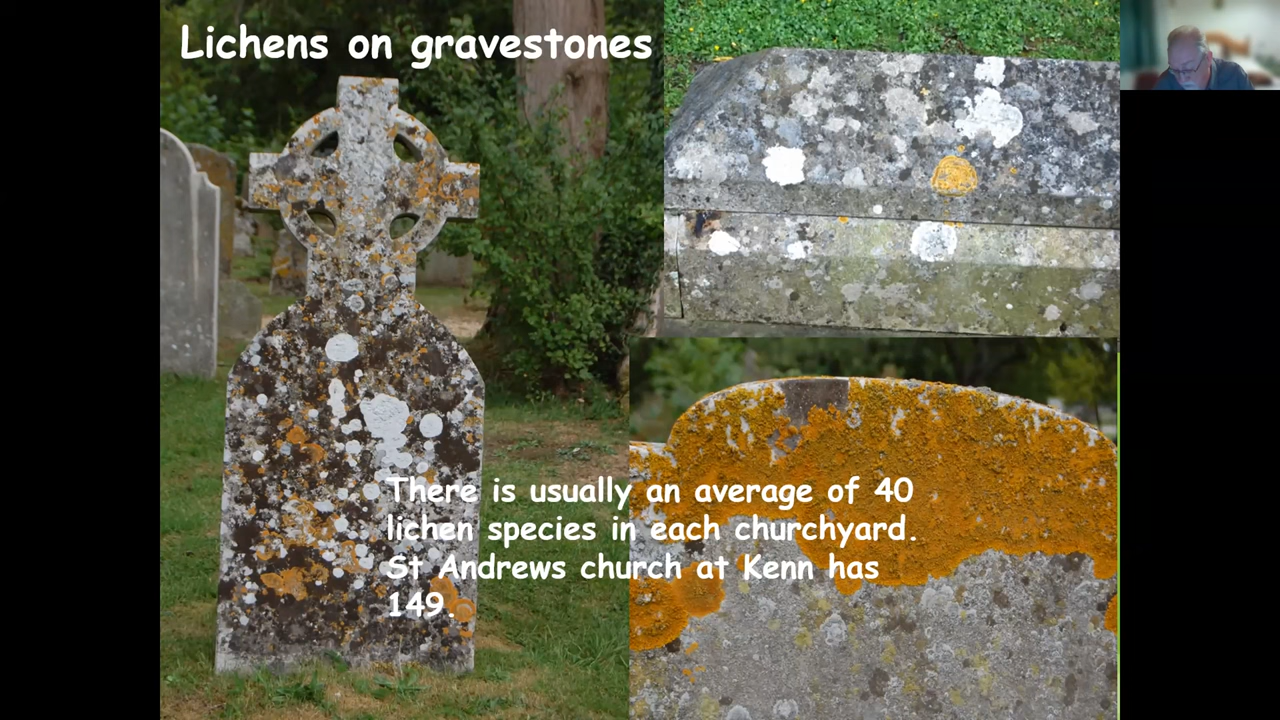 Lichens on gravestones
There is usually an average of 40
lichen species in each churchyard.
St Andrews church at Kenn has
149.